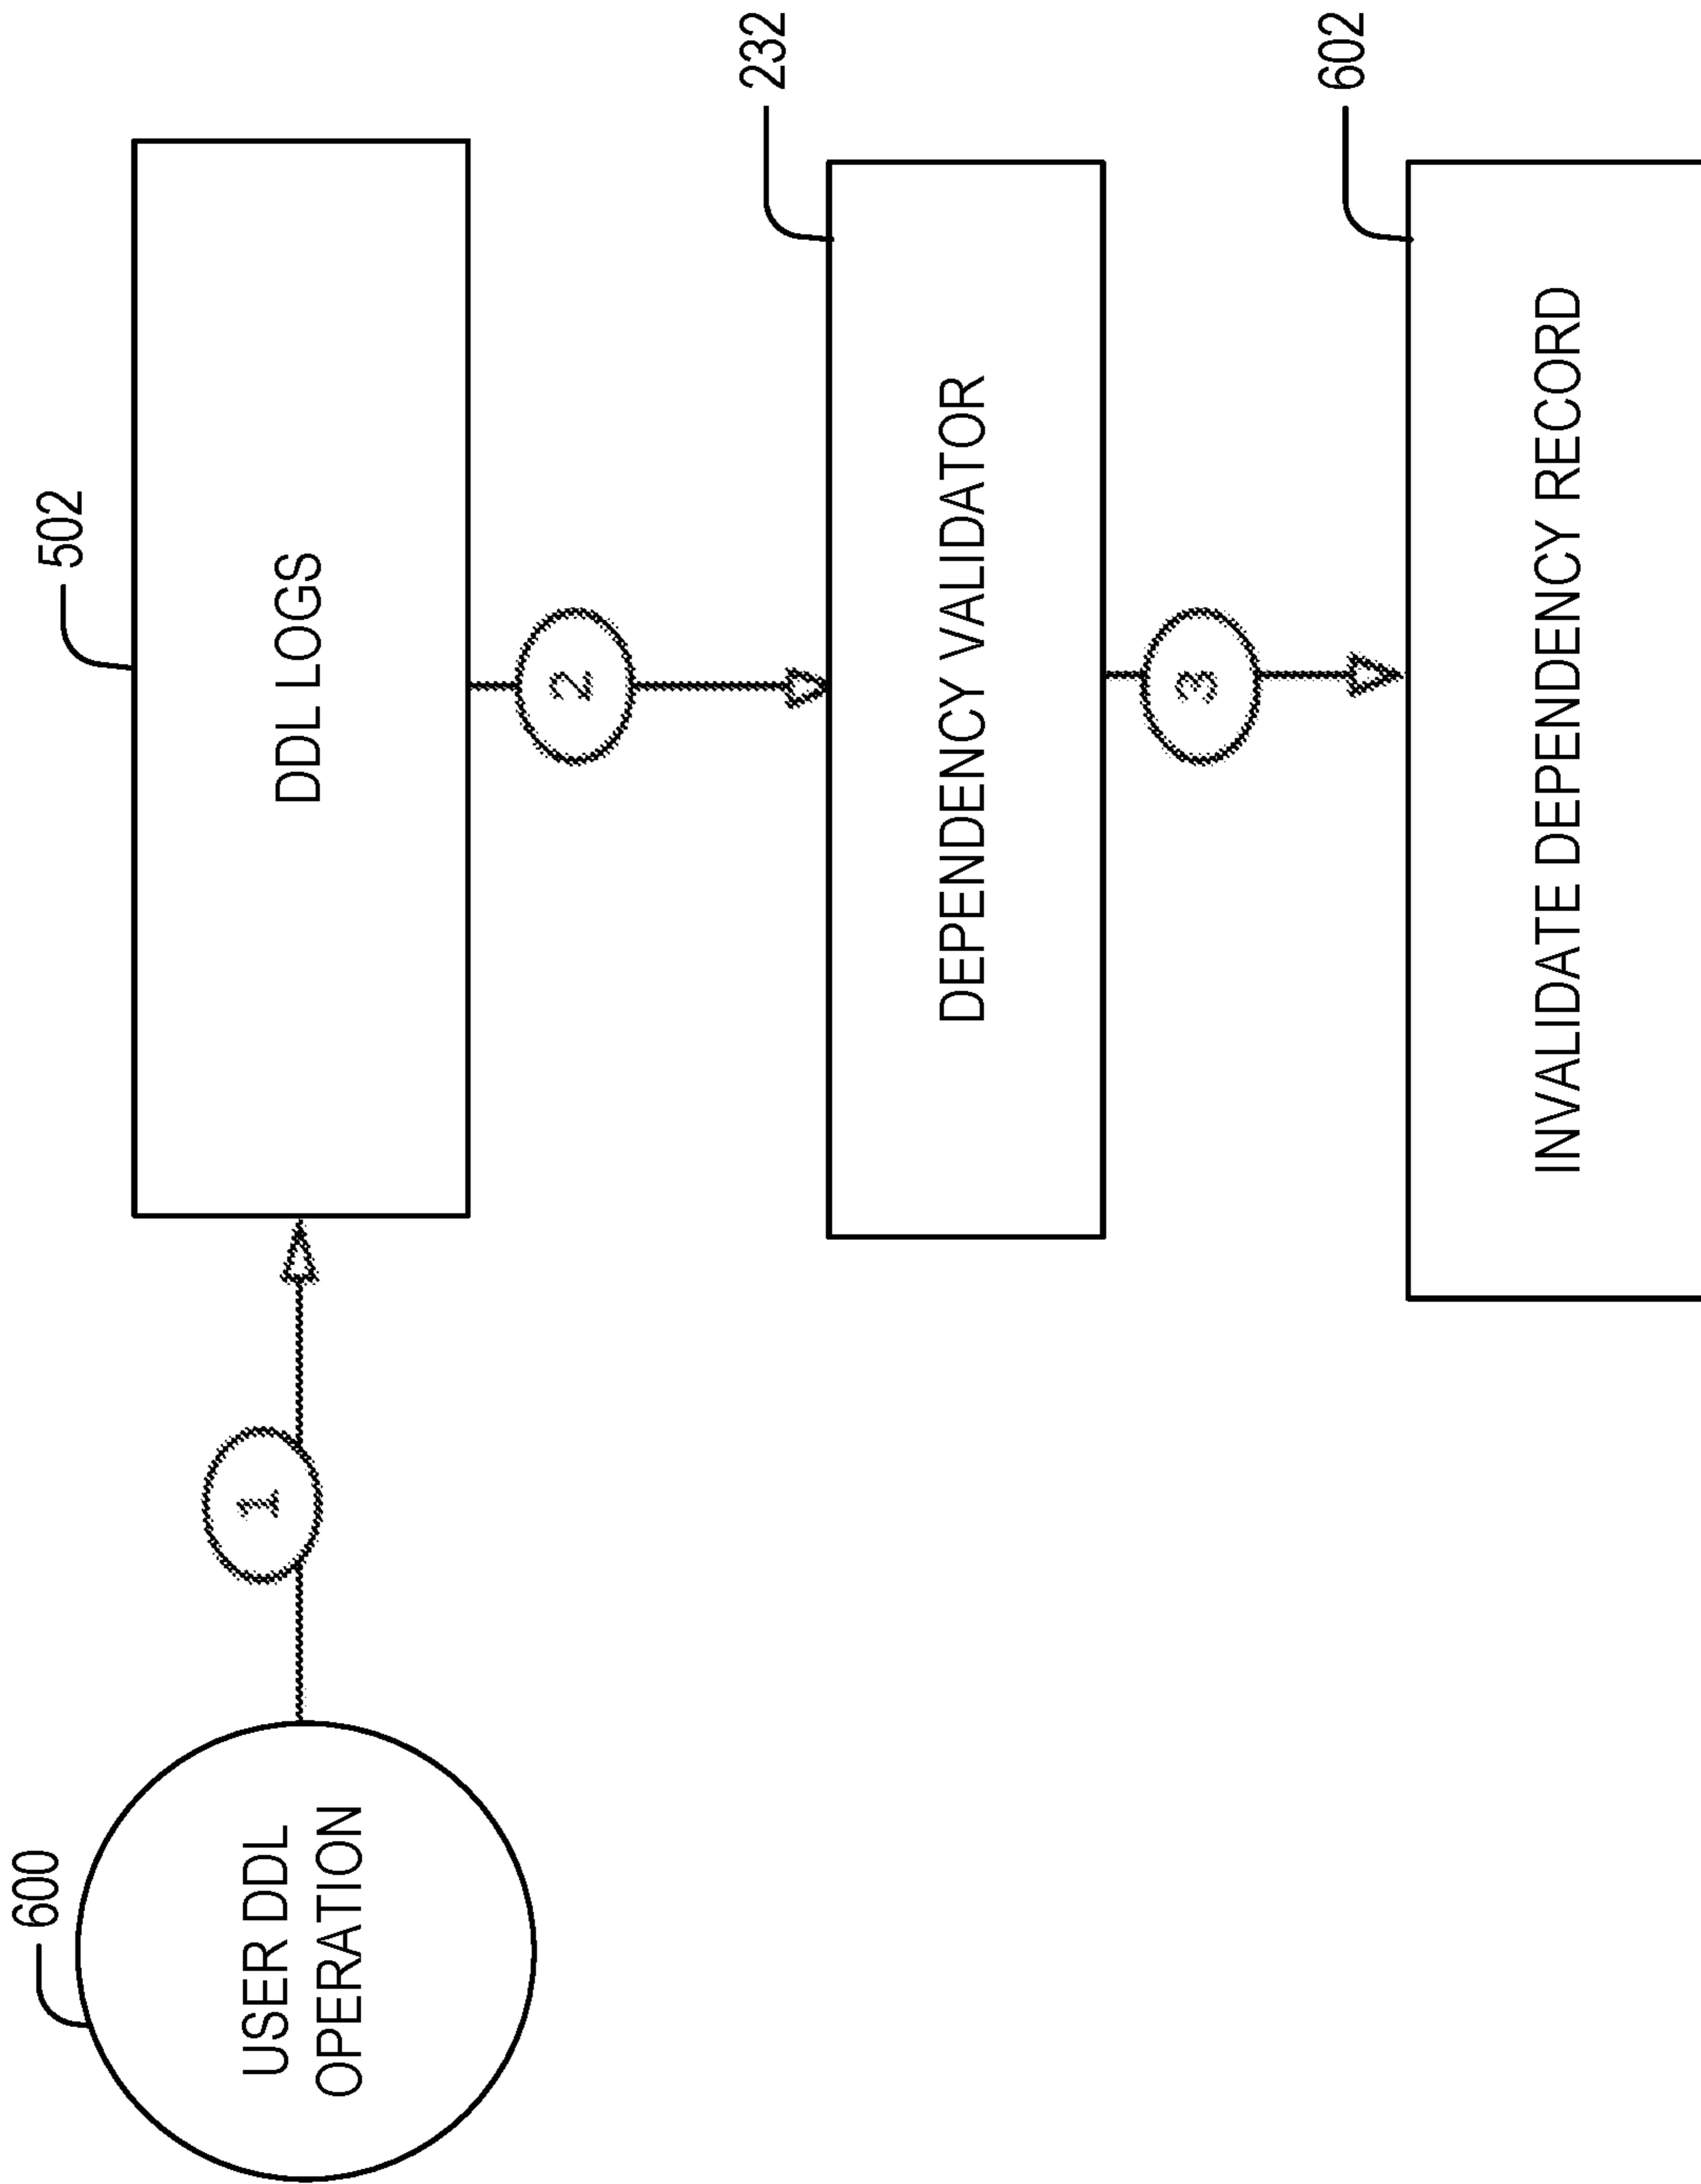 600
USER DDL
OPERATION
1
502
DDL LOGS
2
232
DEPENDENCY VALIDATOR
3
602
INVALIDATE DEPENDENCY RECORD